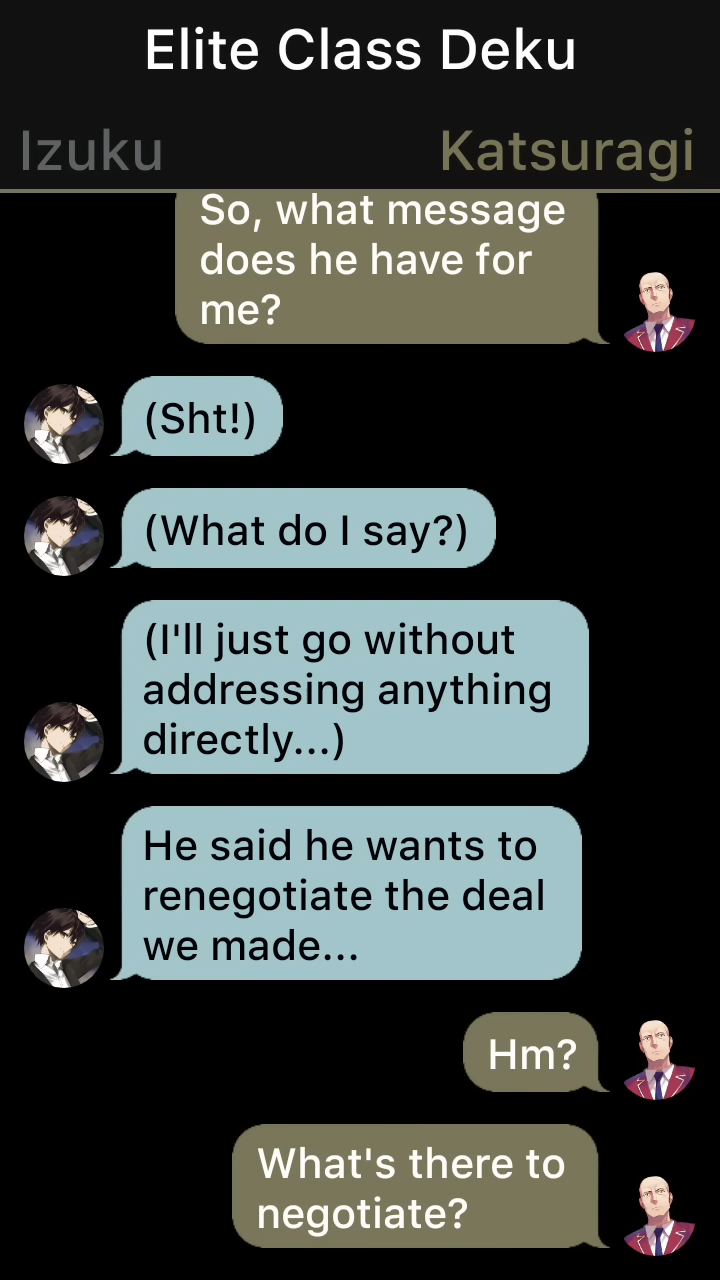 Elite Class Deku
Izuku
Katsuragi
So, what message
does he have for
me?
(Sht!)
(What do I say?)
(I'll just go without
addressing anything
directly...)
He said he wants to
renegotiate the deal
we made...
Hm?
What's there to
negotiate?